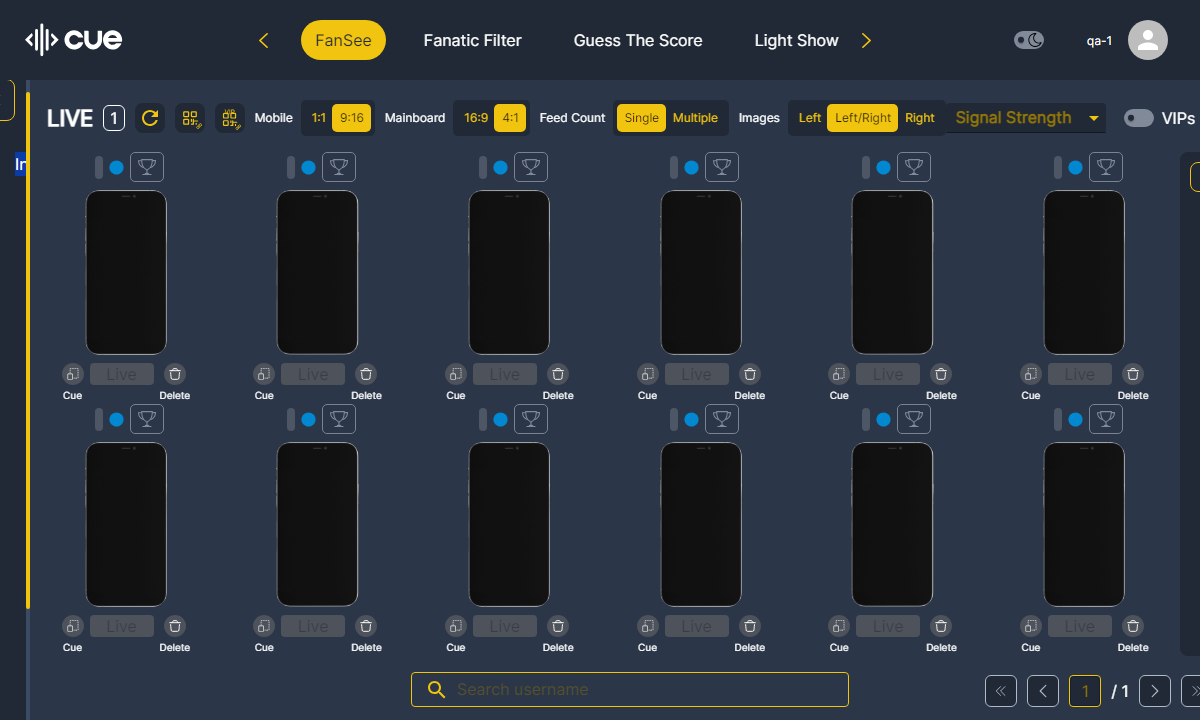 cue
FanSee
Fanatic Filter
Guess The Score
Light Show
qa-1
LIVE 1
Mobile 1:1 9:16
Mainboard 16:9 4:1
Feed Count Single Multiple
Images Left Left/Right Right
Signal Strength
VIPs
In
Live Live Live Live Live Live
Cue Delete Cue Delete Cue Delete Cue Delete Cue Delete Cue Delete
Live Live Live Live Live Live
Cue Delete Cue Delete Cue Delete Cue Delete Cue Delete Cue Delete
Search username
1 / 1